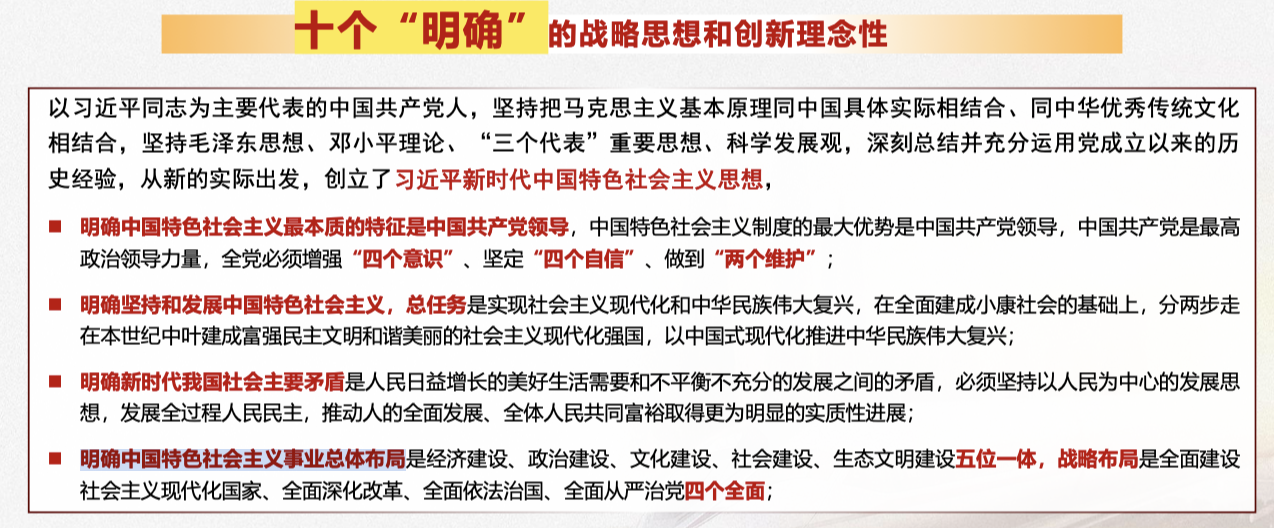 十个“明确”的战略思想和创新理念性
以习近平同志为主要代表的中国共产党人，坚持把马克思主义基本原理同中国具体实际相结合、同中华优秀传统文化
相结合，坚持毛泽东思想、邓小平理论、“三个代表”重要思想、科学发展观，深刻总结并充分运用党成立以来的历
史经验，从新的实际出发，创立了习近平新时代中国特色社会主义思想，
■ 明确中国特色社会主义最本质的特征是中国共产党领导，中国特色社会主义制度的最大优势是中国共产党领导，中国共产党是最高
政治领导力量，全党必须增强“四个意识”、坚定“四个自信”、做到“两个维护”；
■ 明确坚持和发展中国特色社会主义，总任务是实现社会主义现代化和中华民族伟大复兴，在全面建成小康社会的基础上，分两步走
在本世纪中叶建成富强民主文明和谐美丽的社会主义现代化强国，以中国式现代化推进中华民族伟大复兴；
■ 明确新时代我国社会主要矛盾是人民日益增长的美好生活需要和不平衡不充分的发展之间的矛盾，必须坚持以人民为中心的发展思
想，发展全过程人民民主，推动人的全面发展、全体人民共同富裕取得更为明显的实质性进展；
■ 明确中国特色社会主义事业总体布局是经济建设、政治建设、文化建设、社会建设、生态文明建设五位一体，战略布局是全面建设
社会主义现代化国家、全面深化改革、全面依法治国、全面从严治党四个全面；